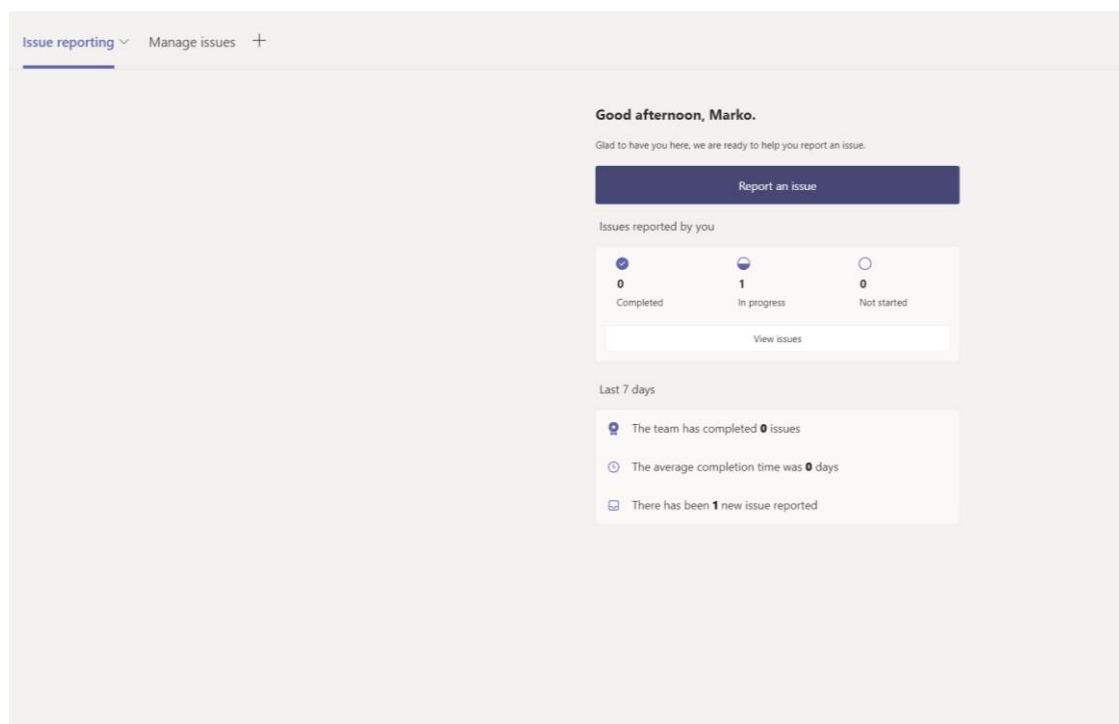 Issue reporting Manage issues
Good afternoon, Marko.
Glad to have you here, we are ready to help you report an issue.
Report an issue
Issues reported by you
0 1 0
Completed In progress Not started
View issues
Last 7 days
The team has completed 0 issues
The average completion time was 0 days
There has been 1 new issue reported